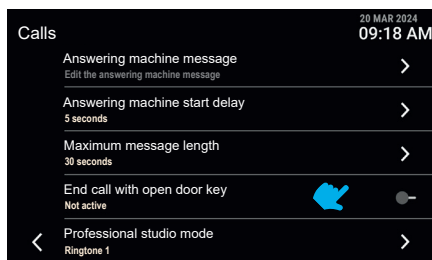 20 MAR 2024
Calls
09:18 AM
Answering machine message
Edit the answering machine message
Answering machine start delay
5 seconds
Maximum message length
30 seconds
End call with open door key
Not active
Professional studio mode
Ringtone 1